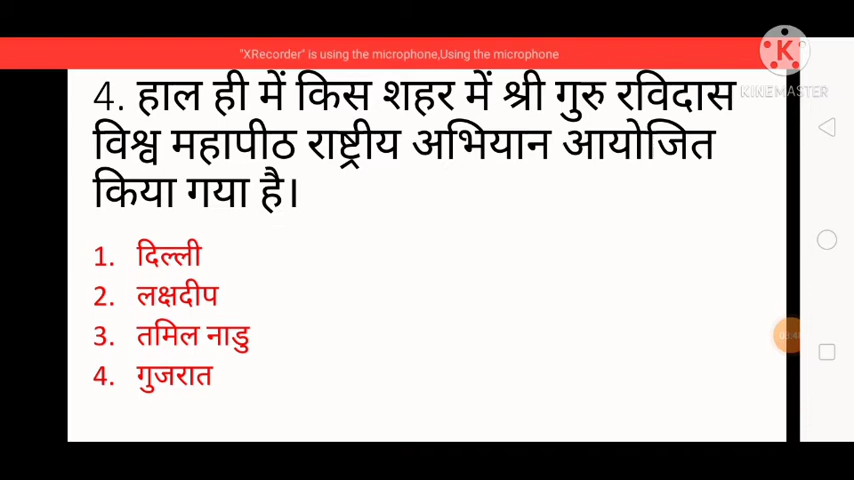 "XRecorder" is using the microphone,Using the microphone
K
KINEMASTER
4. हाल ही में किस शहर में श्री गुरु रविदास
विश्व महापीठ राष्ट्रीय अभियान आयोजित
किया गया है।
1. दिल्ली
2. लक्षदीप
3. तमिल नाडु
4. गुजरात